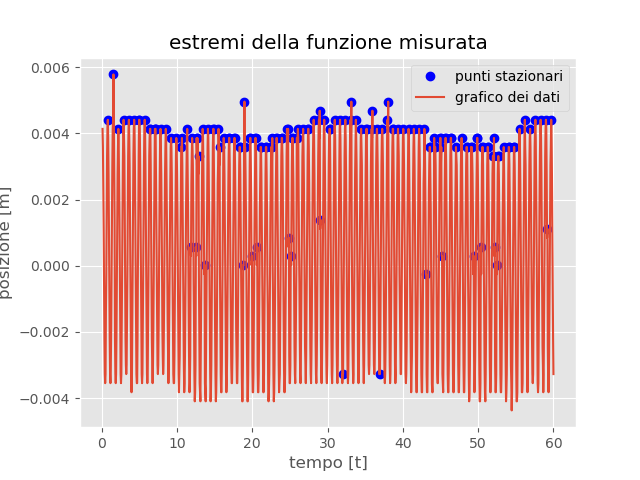 estremi della funzione misurata
punti stazionari
grafico dei dati
posizione [m]
0.006
0.004
0.002
0.000
−0.002
−0.004
0
10
20
30
40
50
60
tempo [t]